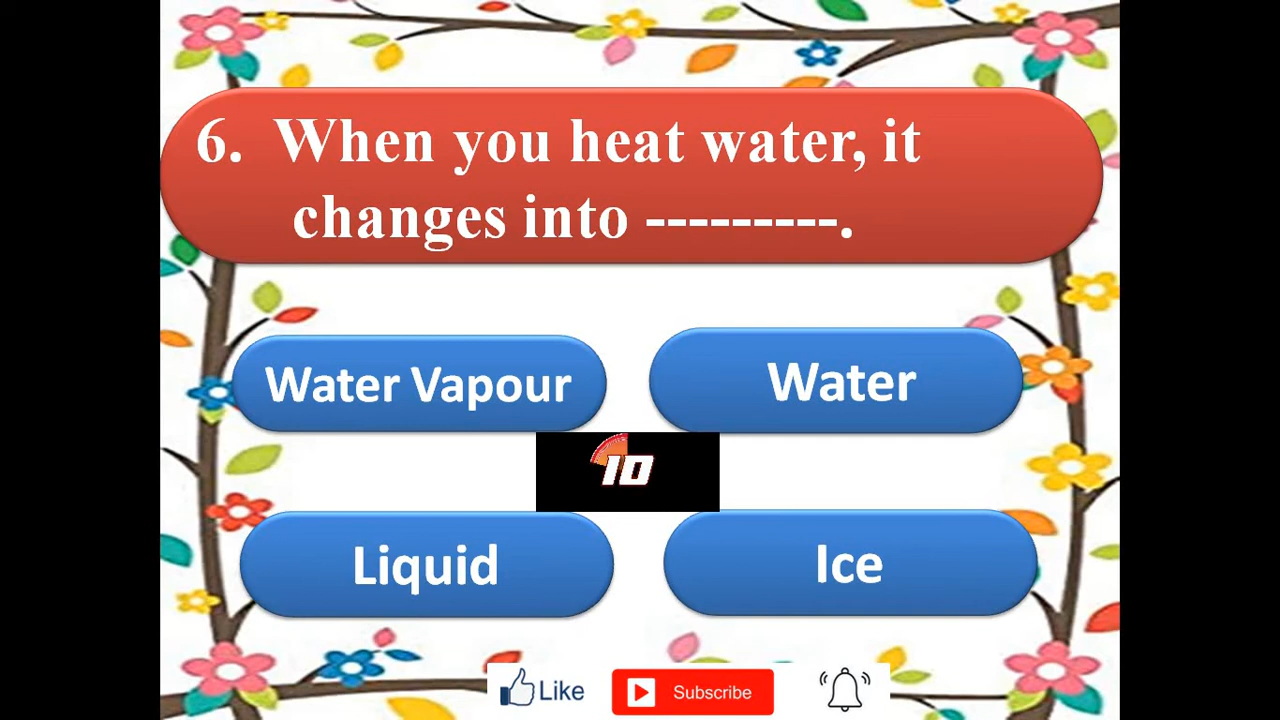 6. When you heat water, it
changes into ---------.
Water Vapour
Water
10
Liquid
Ice
Like
Subscribe